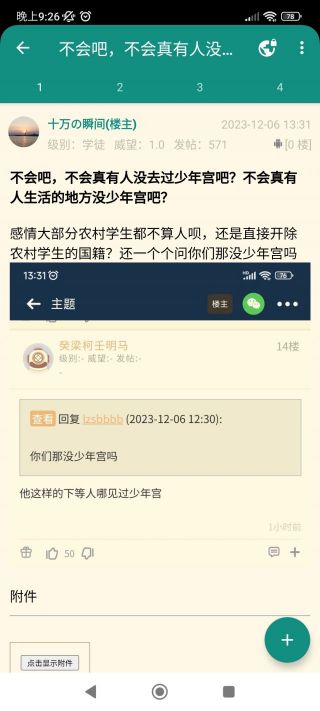 晚上9:26
78
不会吧，不会真有人没...
1 2 3 4
十万の瞬间(楼主) 2023-12-06 13:31
级别: 学徒 威望: 1.0 发帖: 571 [0 楼]
不会吧，不会真有人没去过少年宫吧？不会真有
人生活的地方没少年宫吧？
感情大部分农村学生都不算人呗，还是直接开除
农村学生的国籍？还一个个问你们那没少年宫吗
13:31
76
主题 楼主
癸梁柯壬明马 14楼
级别:- 威望:- 发帖:-
-
查看 回复 lzsbbbb (2023-12-06 12:30):
你们那没少年宫吗
他这样的下等人哪见过少年宫
1小时前
50
附件
点击显示附件